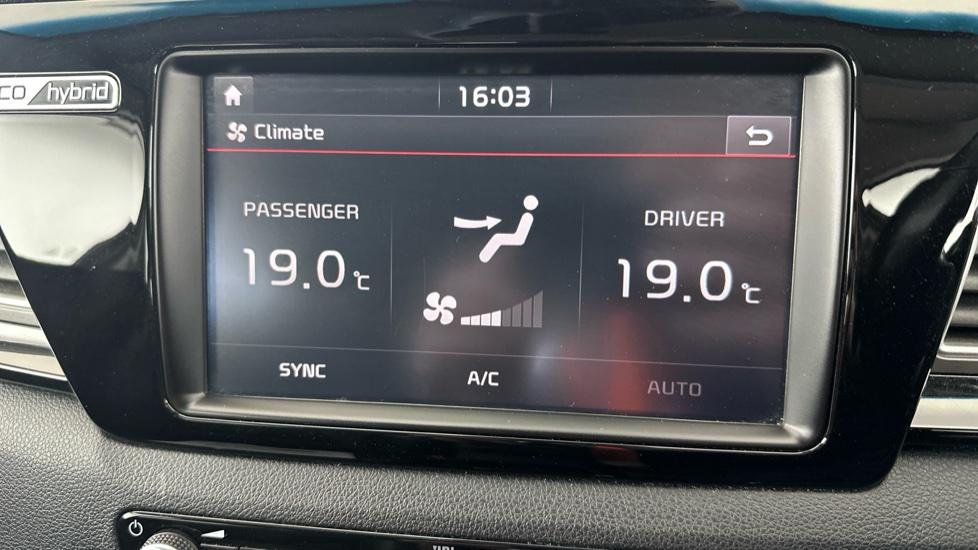 CO hybrid
16:03
Climate
PASSENGER
DRIVER
19.0 °C
19.0 °C
SYNC
A/C
AUTO